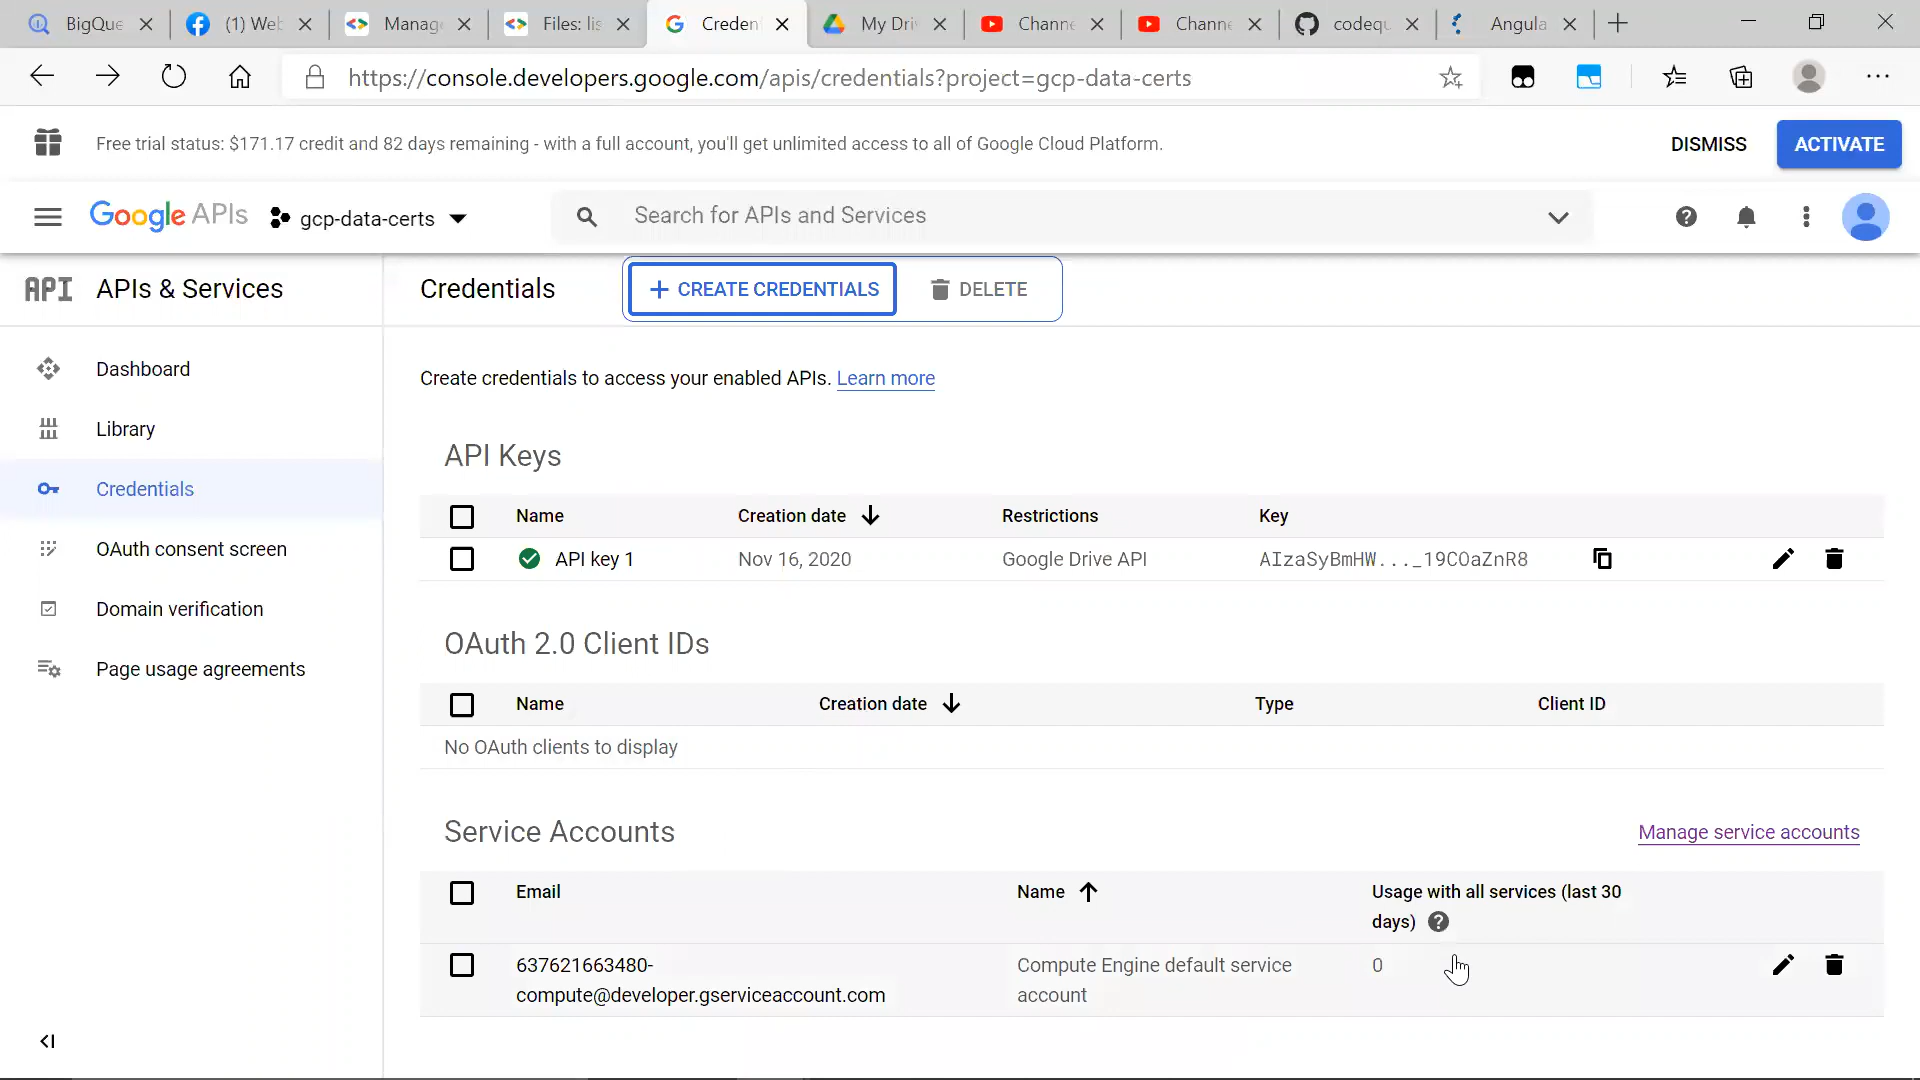 BigQue
(1) Web
Manage
Files: lis
Creden
My Driv
Channe
Channe
codequ
Angula
https://console.developers.google.com/apis/credentials?project=gcp-data-certs
Free trial status: $171.17 credit and 82 days remaining - with a full account, you'll get unlimited access to all of Google Cloud Platform.
DISMISS
ACTIVATE
Google APIs
gcp-data-certs
Search for APIs and Services
API APIs & Services
Credentials
+ CREATE CREDENTIALS
DELETE
Dashboard
Library
Credentials
OAuth consent screen
Domain verification
Page usage agreements
Create credentials to access your enabled APIs. Learn more
API Keys
Name Creation date Restrictions Key
API key 1 Nov 16, 2020 Google Drive API AIzaSyBmHW..._19COaZnR8
OAuth 2.0 Client IDs
Name Creation date Type Client ID
No OAuth clients to display
Service Accounts
Manage service accounts
Email Name Usage with all services (last 30
days)
637621663480- Compute Engine default service 0
compute@developer.gserviceaccount.com account